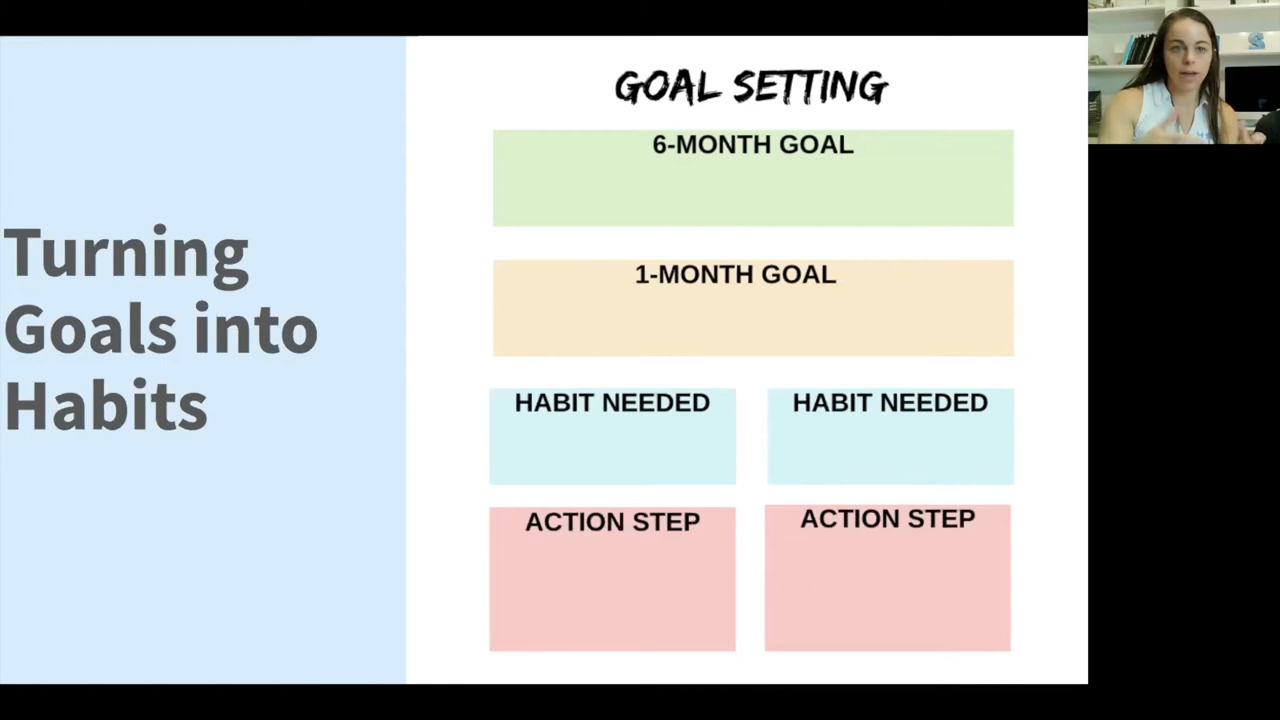 Turning
Goals into
Habits
GOAL SETTING
6-MONTH GOAL
1-MONTH GOAL
HABIT NEEDED
HABIT NEEDED
ACTION STEP
ACTION STEP